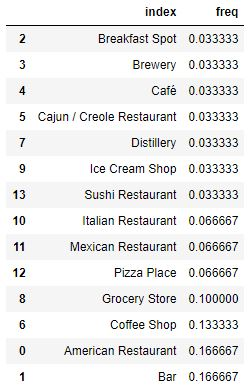 index freq
2 Breakfast Spot 0.033333
3 Brewery 0.033333
4 Café 0.033333
5 Cajun / Creole Restaurant 0.033333
7 Distillery 0.033333
9 Ice Cream Shop 0.033333
13 Sushi Restaurant 0.033333
10 Italian Restaurant 0.066667
11 Mexican Restaurant 0.066667
12 Pizza Place 0.066667
8 Grocery Store 0.100000
6 Coffee Shop 0.133333
0 American Restaurant 0.166667
1 Bar 0.166667